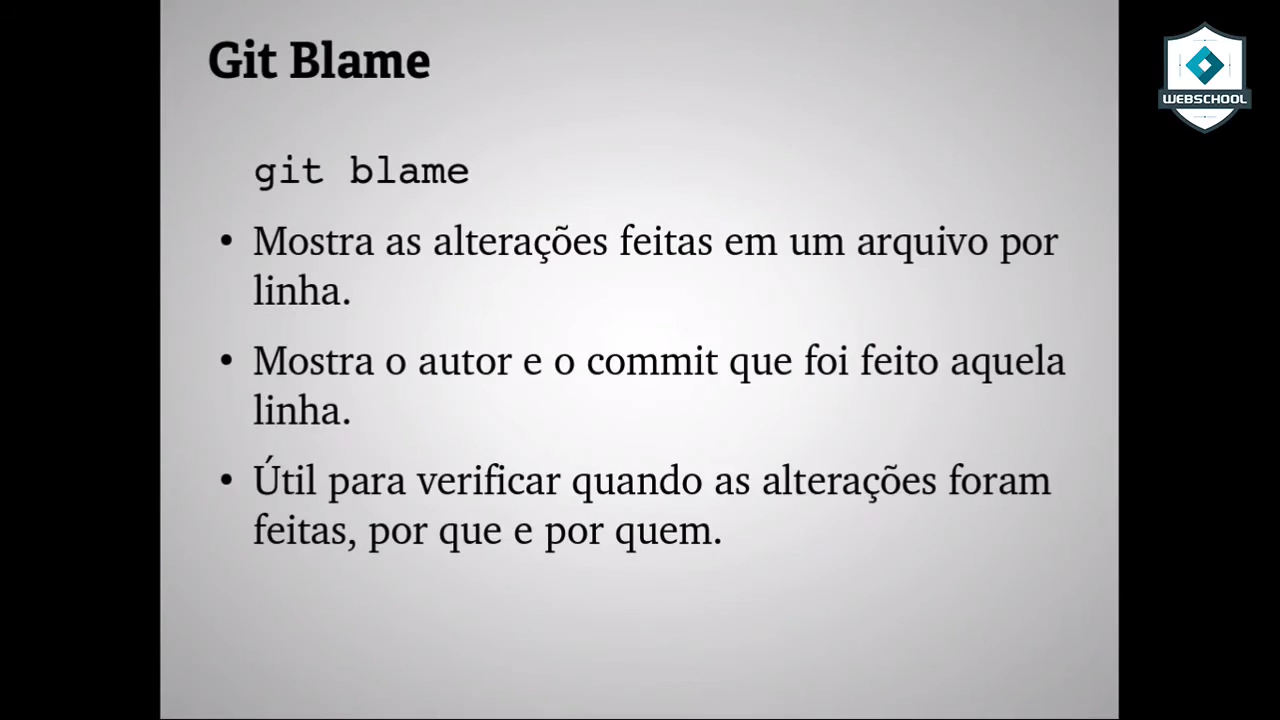 Git Blame
WEBSCHOOL
git blame
• Mostra as alterações feitas em um arquivo por
linha.
• Mostra o autor e o commit que foi feito aquela
linha.
• Útil para verificar quando as alterações foram
feitas, por que e por quem.